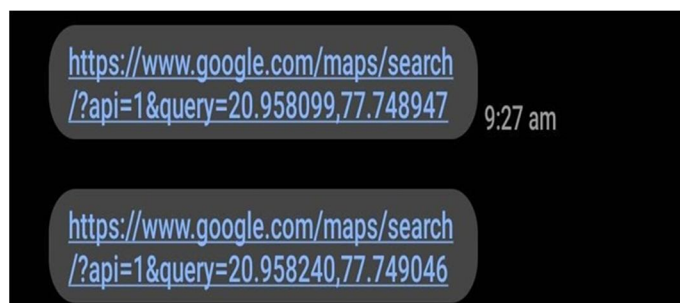 https://www.google.com/maps/search
/?api=1&query=20.958099,77.748947
9:27 am
https://www.google.com/maps/search
/?api=1&query=20.958240,77.749046